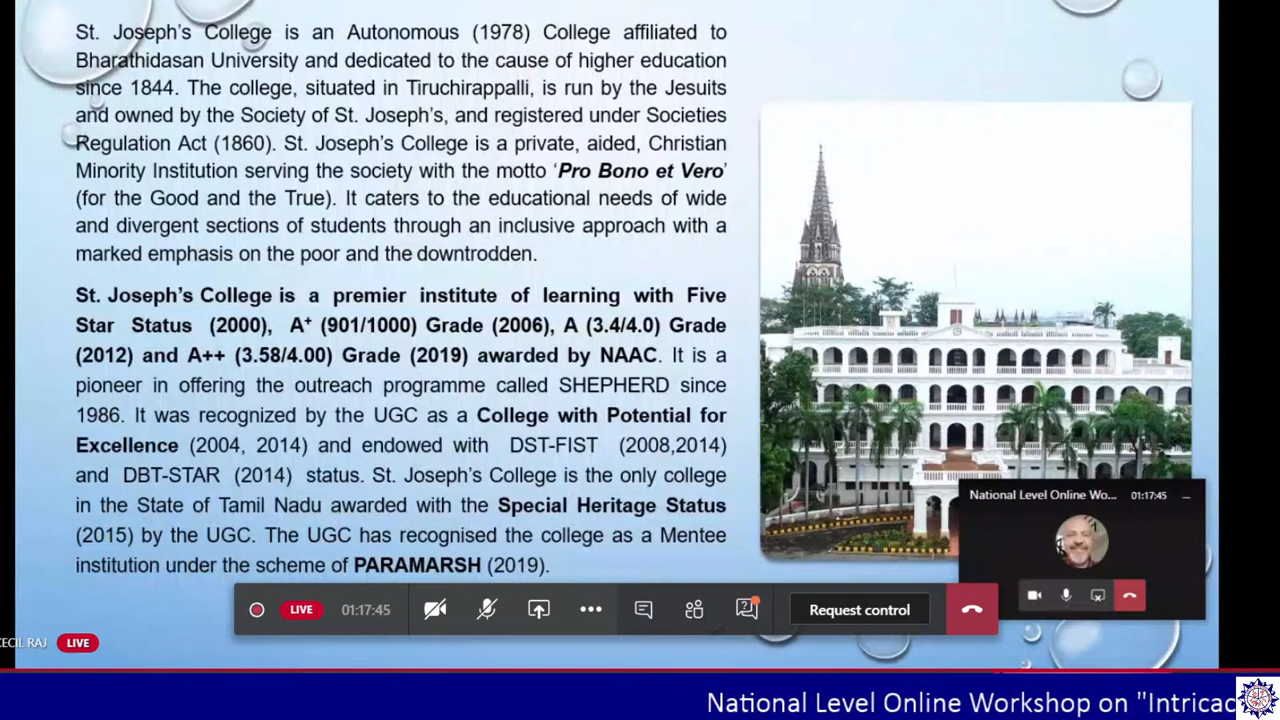 St. Joseph's College is an Autonomous (1978) College affiliated to
Bharathidasan University and dedicated to the cause of higher education
since 1844. The college, situated in Tiruchirappalli, is run by the Jesuits
and owned by the Society of St. Joseph's, and registered under Societies
Regulation Act (1860). St. Joseph's College is a private, aided, Christian
Minority Institution serving the society with the motto ‘Pro Bono et Vero’
(for the Good and the True). It caters to the educational needs of wide
and divergent sections of students through an inclusive approach with a
marked emphasis on the poor and the downtrodden.
St. Joseph's College is a premier institute of learning with Five
Star Status (2000), A+ (901/1000) Grade (2006), A (3.4/4.0) Grade
(2012) and A++ (3.58/4.00) Grade (2019) awarded by NAAC. It is a
pioneer in offering the outreach programme called SHEPHERD since
1986. It was recognized by the UGC as a College with Potential for
Excellence (2004, 2014) and endowed with DST-FIST (2008,2014)
and DBT-STAR (2014) status. St. Joseph's College is the only college
in the State of Tamil Nadu awarded with the Special Heritage Status
(2015) by the UGC. The UGC has recognised the college as a Mentee
institution under the scheme of PARAMARSH (2019).
National Level Online Wo... 01:17:45
LIVE 01:17:45 Request control
CECIL RAJ LIVE
National Level Online Workshop on "Intricac